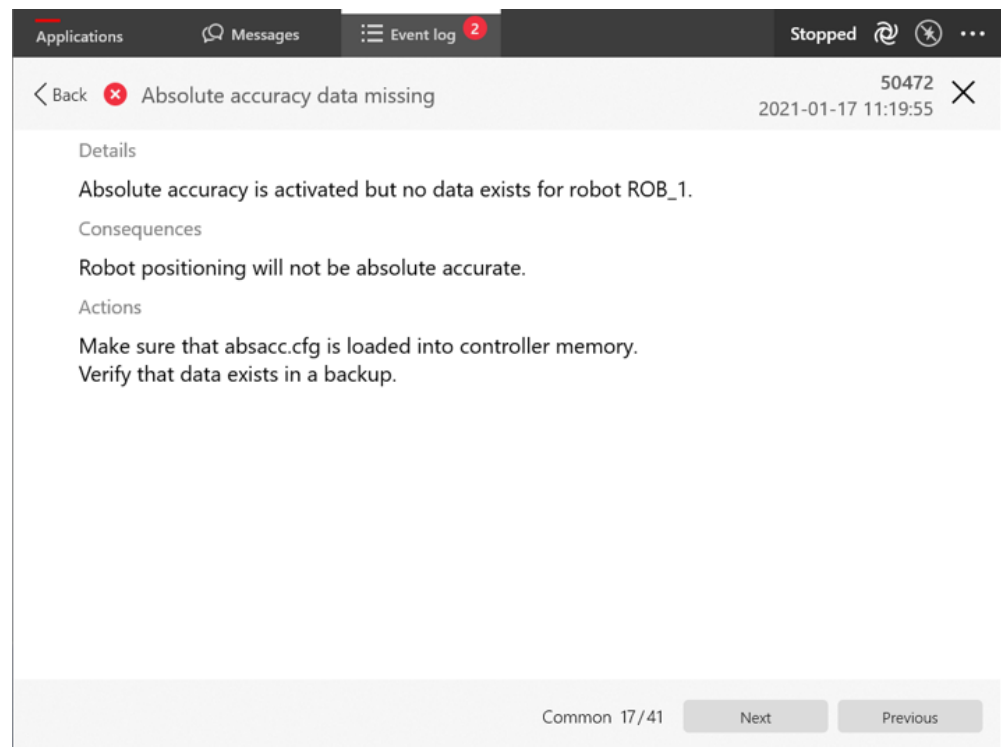 Applications Messages Event log 2 Stopped
Back Absolute accuracy data missing 50472
2021-01-17 11:19:55
Details
Absolute accuracy is activated but no data exists for robot ROB_1.
Consequences
Robot positioning will not be absolute accurate.
Actions
Make sure that absacc.cfg is loaded into controller memory.
Verify that data exists in a backup.
Common 17/41 Next Previous